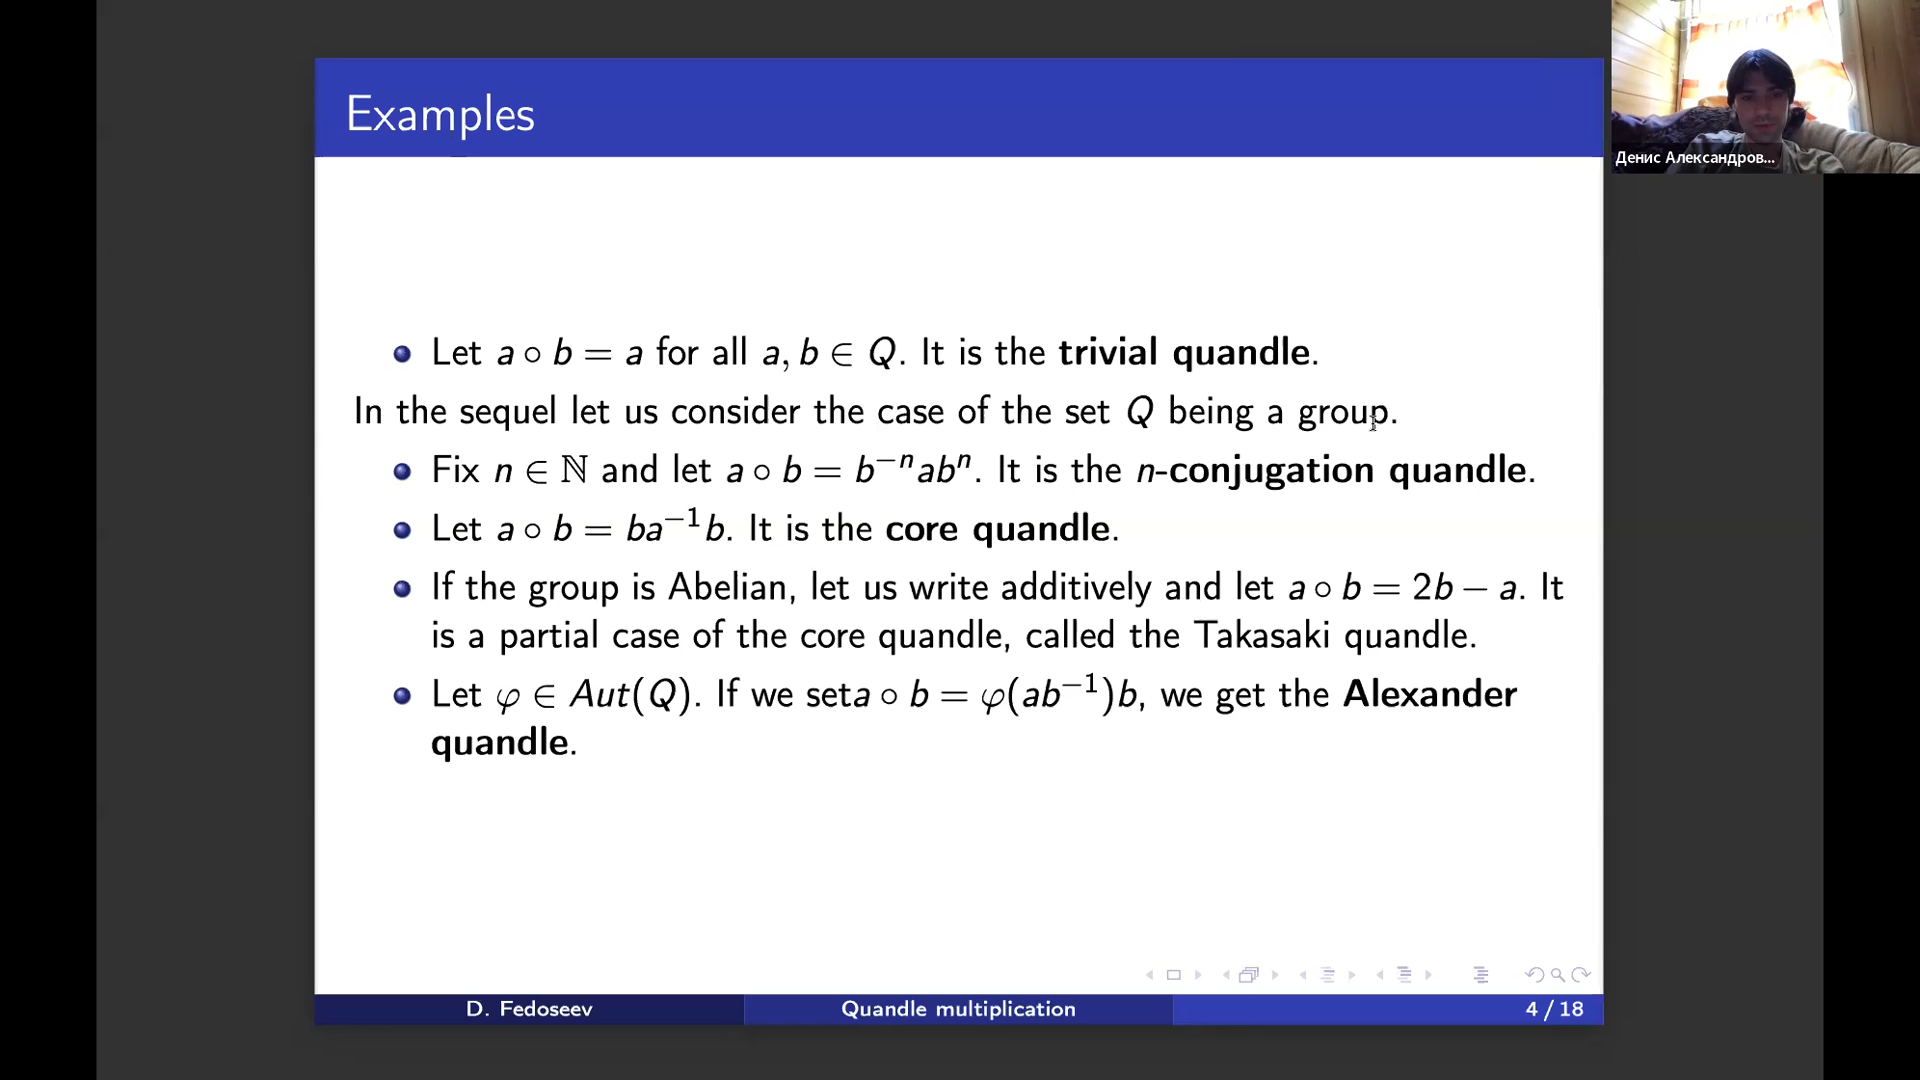 Examples
Денис Александров...
• Let a ∘ b = a for all a, b ∈ Q. It is the trivial quandle.
In the sequel let us consider the case of the set Q being a group.
• Fix n ∈ ℕ and let a ∘ b = b⁻ⁿabⁿ. It is the n-conjugation quandle.
• Let a ∘ b = ba⁻¹b. It is the core quandle.
• If the group is Abelian, let us write additively and let a ∘ b = 2b − a. It
is a partial case of the core quandle, called the Takasaki quandle.
• Let φ ∈ Aut(Q). If we seta ∘ b = φ(ab⁻¹)b, we get the Alexander
quandle.
D. Fedoseev Quandle multiplication 4 / 18